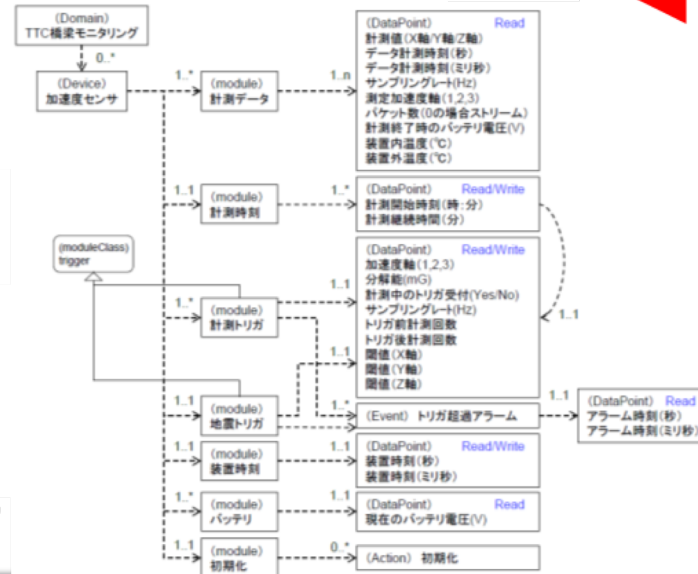 (Domain)
TTC橋梁モニタリング
0..*
(Device)
加速度センサ
1..*
(module)
計測データ
1..n
(DataPoint) Read
計測値(X軸/Y軸/Z軸)
データ計測時刻(秒)
データ計測時刻(ミリ秒)
サンプリングレート(Hz)
測定加速度軸(1,2,3)
パケット数(0の場合ストリーム)
計測終了時のバッテリ電圧(V)
装置内温度(℃)
装置外温度(℃)
1..1
(module)
計測時刻
1..*
(DataPoint) Read/Write
計測開始時刻(時:分)
計測継続時間(分)
1..1
(moduleClass)
trigger
1..*
(module)
計測トリガ
1..1
(DataPoint) Read/Write
加速度軸(1,2,3)
分解能(mG)
計測中のトリガ受付(Yes/No)
サンプリングレート(Hz)
トリガ前計測回数
トリガ後計測回数
閾値(X軸)
閾値(Y軸)
閾値(Z軸)
1..1
1..1
(module)
地震トリガ
1..*
(Event) トリガ超過アラーム
1..1
(DataPoint) Read
アラーム時刻(秒)
アラーム時刻(ミリ秒)
1..1
(module)
装置時刻
1..1
(DataPoint) Read/Write
装置時刻(秒)
装置時刻(ミリ秒)
1..*
(module)
バッテリ
1..1
(DataPoint) Read
現在のバッテリ電圧(V)
1..1
(module)
初期化
0..*
(Action) 初期化